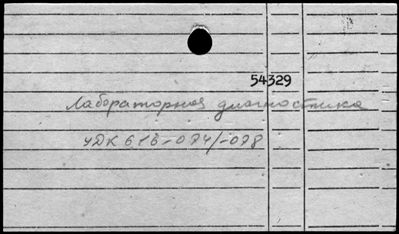 54329
Лабораторная диагностика
УДК 616-074/-078